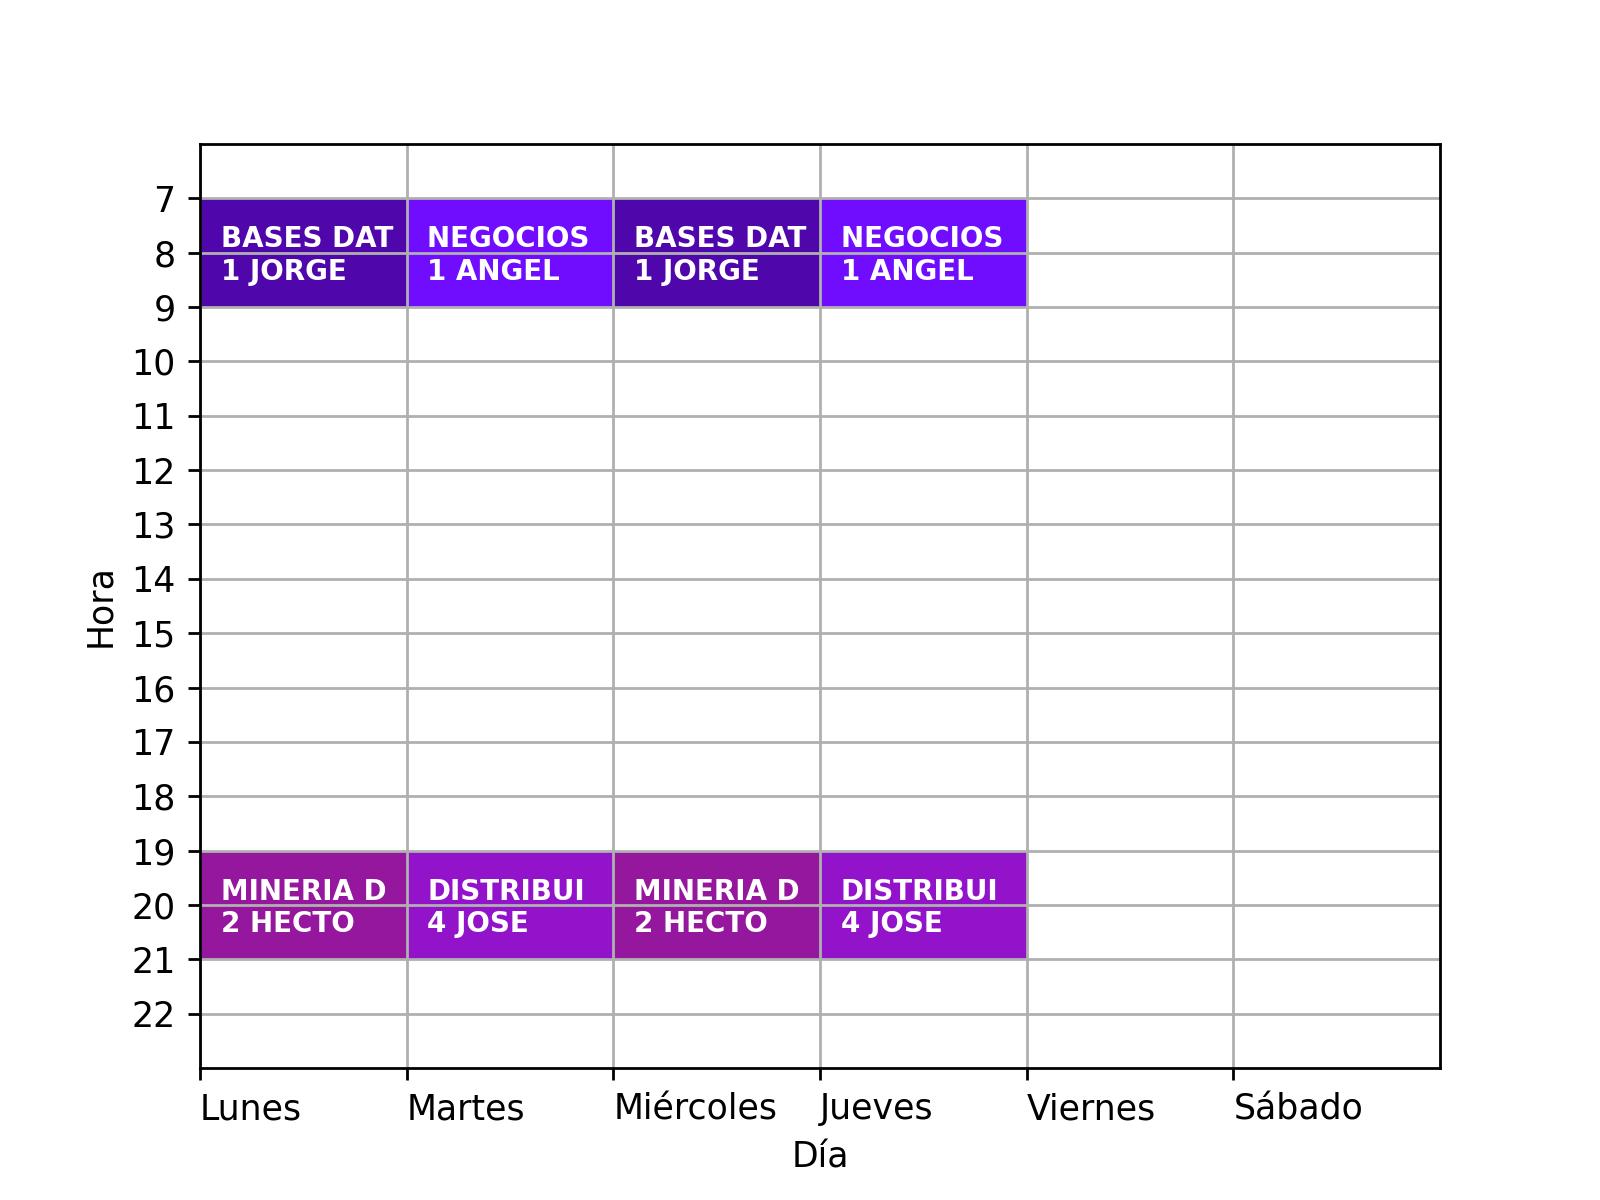 7
BASES DAT NEGOCIOS BASES DAT NEGOCIOS
8
1 JORGE 1 ANGEL 1 JORGE 1 ANGEL
9
10
11
12
13
14
Hora
15
16
17
18
19
MINERIA D DISTRIBUI MINERIA D DISTRIBUI
20
2 HECTO 4 JOSE 2 HECTO 4 JOSE
21
22
Lunes Martes Miércoles Jueves Viernes Sábado
Día